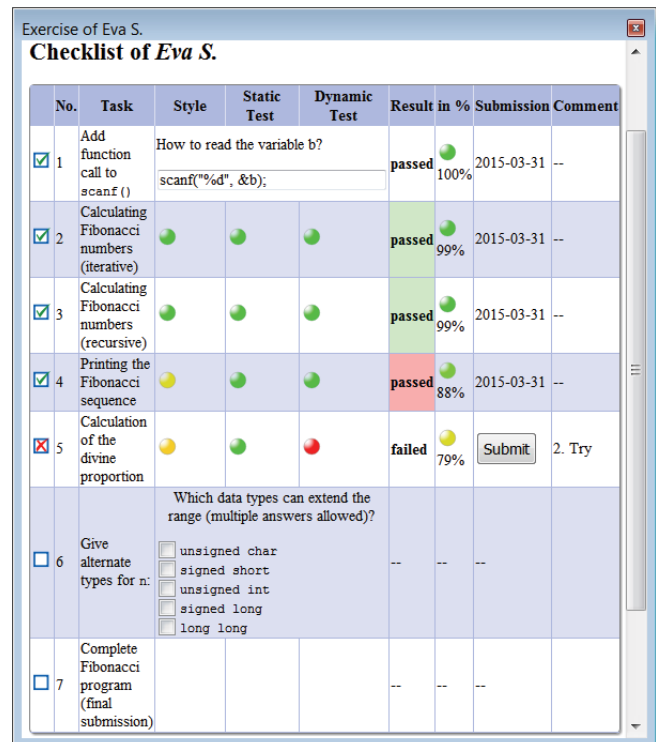 Exercise of Eva S.
Checklist of Eva S.
No. Task Style Static Test Dynamic Test Result in % Submission Comment
1 Add function call to scanf() How to read the variable b? scanf("%d", &b); passed 100% 2015-03-31 --
2 Calculating Fibonacci numbers (iterative) passed 99% 2015-03-31 --
3 Calculating Fibonacci numbers (recursive) passed 99% 2015-03-31 --
4 Printing the Fibonacci sequence passed 88% 2015-03-31 --
5 Calculation of the divine proportion failed 79% Submit 2. Try
6 Give alternate types for n: Which data types can extend the range (multiple answers allowed)?
unsigned char
signed short
unsigned int
signed long
long long
-- -- --
7 Complete Fibonacci program (final submission) -- -- --